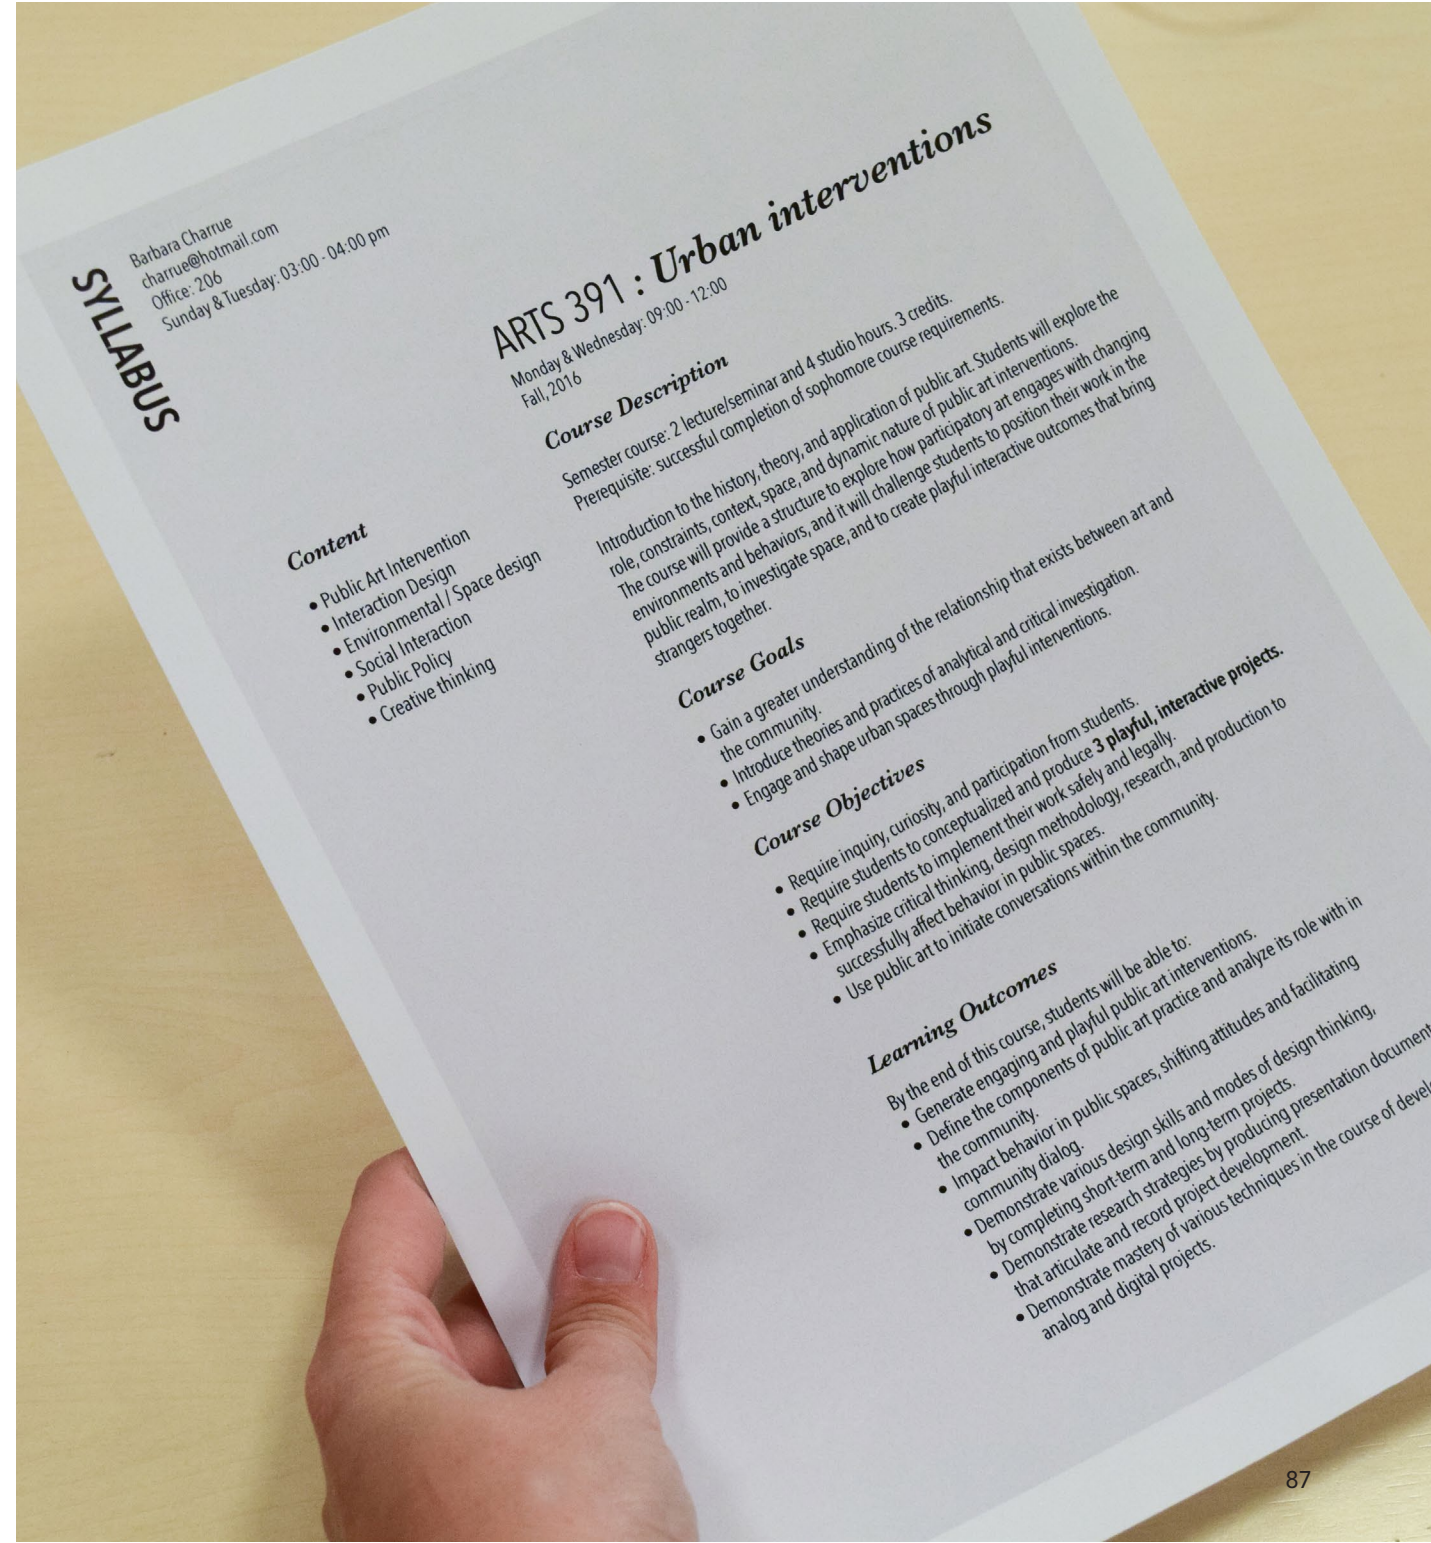 SYLLABUS
Barbara Charrue
charrue@hotmail.com
Office: 206
Sunday & Tuesday: 03:00 - 04:00 pm
ARTS 391 : Urban interventions
Monday & Wednesday: 09:00 - 12:00
Fall, 2016
Content
• Public Art Intervention
• Interaction Design
• Environmental / Space design
• Social Interaction
• Public Policy
• Creative thinking
Course Description
Semester course: 2 lecture/seminar and 4 studio hours. 3 credits.
Prerequisite: successful completion of sophomore course requirements.
Introduction to the history, theory, and application of public art. Students will explore the
role, constraints, context, space, and dynamic nature of public art interventions.
The course will provide a structure to explore how participatory art engages with changing
environments and behaviors, and it will challenge students to position their work in the
public realm, to investigate space, and to create playful interactive outcomes that bring
strangers together.
Course Goals
• Gain a greater understanding of the relationship that exists between art and
the community.
• Introduce theories and practices of analytical and critical investigation.
• Engage and shape urban spaces through playful interventions.
Course Objectives
• Require inquiry, curiosity, and participation from students.
• Require students to conceptualized and produce 3 playful, interactive projects.
• Require students to implement their work safely and legally.
• Emphasize critical thinking, design methodology, research, and production to
successfully affect behavior in public spaces.
• Use public art to initiate conversations within the community.
Learning Outcomes
By the end of this course, students will be able to:
• Generate engaging and playful public art interventions.
• Define the components of public art practice and analyze its role with in
the community.
• Impact behavior in public spaces, shifting attitudes and facilitating
community dialog.
• Demonstrate various design skills and modes of design thinking,
by completing short-term and long-term projects.
• Demonstrate research strategies by producing presentation document
that articulate and record project development.
• Demonstrate mastery of various techniques in the course of
analog and digital projects.
87